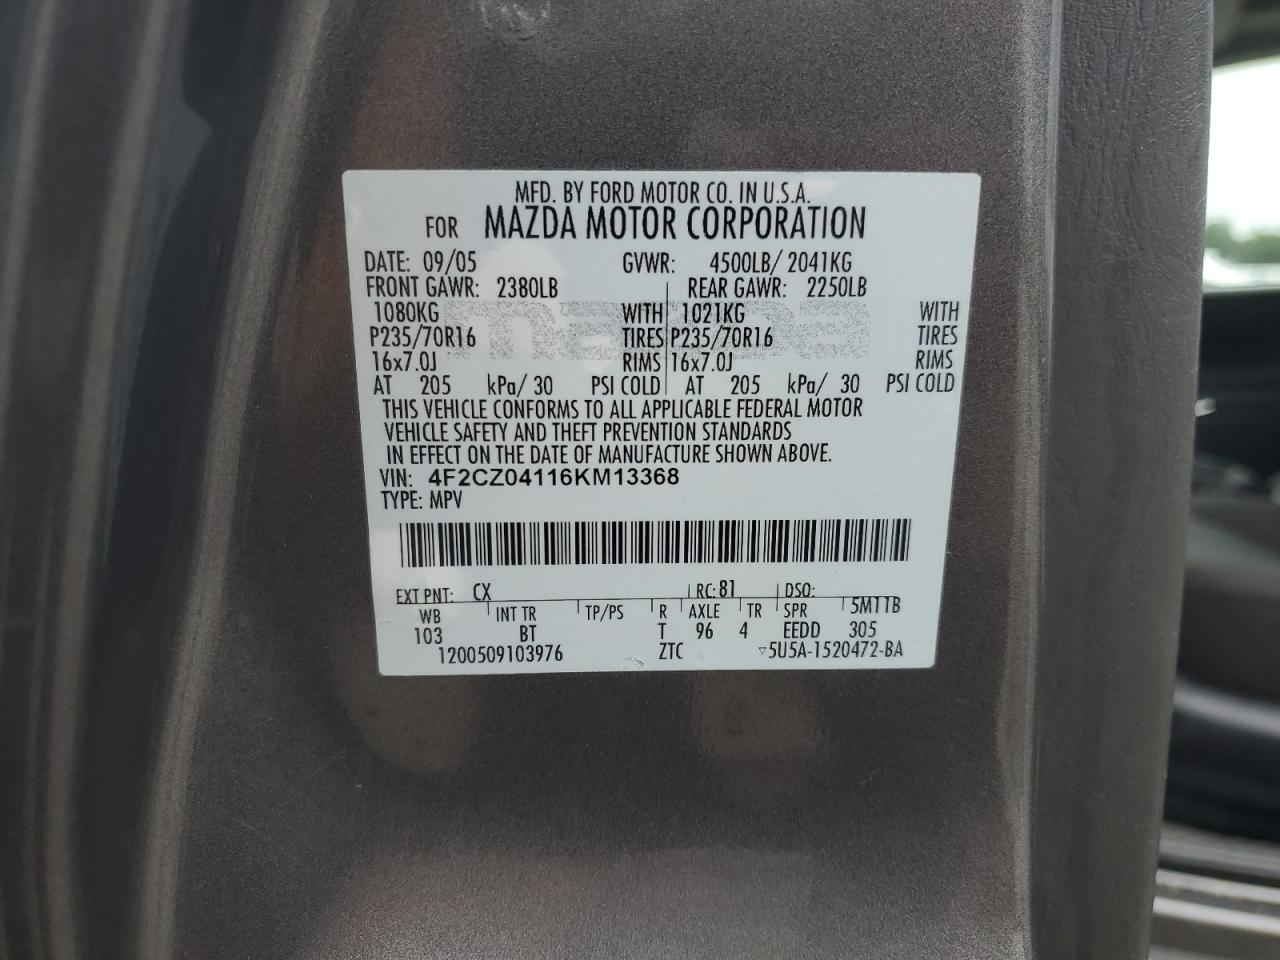 MFD. BY FORD MOTOR CO. IN U.S.A.
FOR MAZDA MOTOR CORPORATION
DATE: 09/05 GVWR: 4500LB/ 2041KG
FRONT GAWR: 2380LB REAR GAWR: 2250LB
1080KG WITH 1021KG WITH
P235/70R16 TIRES P235/70R16 TIRES
16x7.0J RIMS 16x7.0J RIMS
AT 205 kPa/ 30 PSI COLD AT 205 kPa/ 30 PSI COLD
THIS VEHICLE CONFORMS TO ALL APPLICABLE FEDERAL MOTOR
VEHICLE SAFETY AND THEFT PREVENTION STANDARDS
IN EFFECT ON THE DATE OF MANUFACTURE SHOWN ABOVE.
VIN: 4F2CZ04116KM13368
TYPE: MPV
EXT PNT: CX RC: 81 DSO:
WB INT TR TP/PS R AXLE TR SPR 5M11B
103 BT T 96 4 EEDD 305
1200509103976 ZTC ▿5U5A-1520472-BA